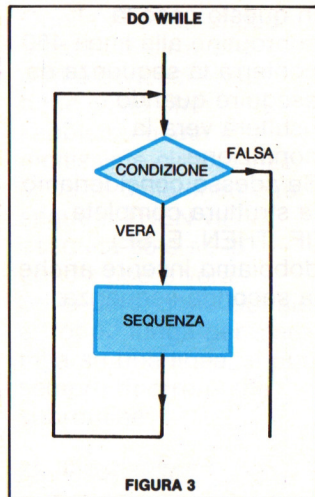 DO WHILE
CONDIZIONE
FALSA
VERA
SEQUENZA
FIGURA 3